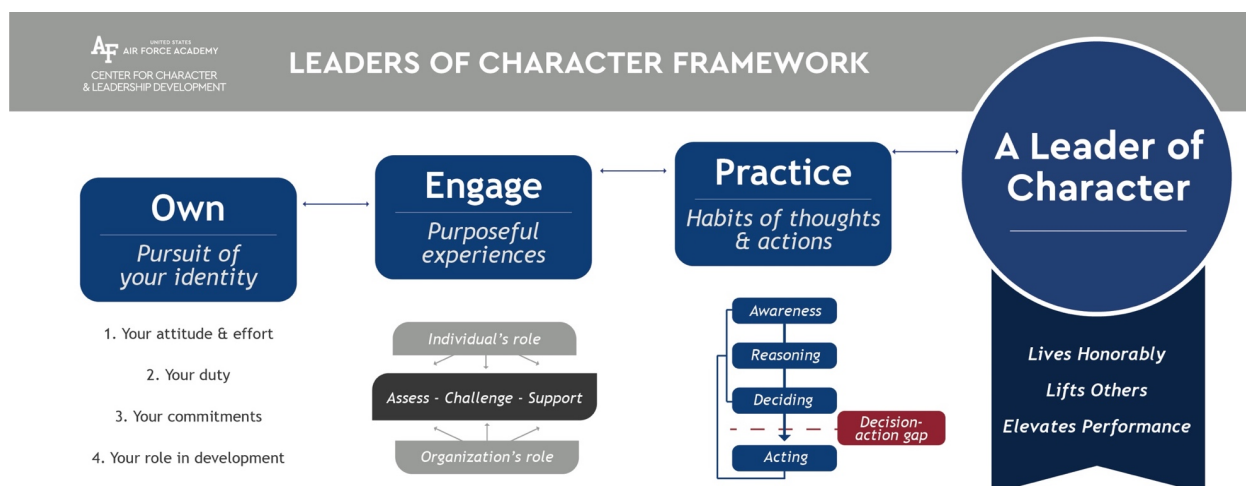 UNITED STATES
AIR FORCE ACADEMY
CENTER FOR CHARACTER
& LEADERSHIP DEVELOPMENT
LEADERS OF CHARACTER FRAMEWORK
Own
Pursuit of
your identity
1. Your attitude & effort
2. Your duty
3. Your commitments
4. Your role in development
Engage
Purposeful
experiences
Individual's role
Assess - Challenge - Support
Organization's role
Practice
Habits of thoughts
& actions
Awareness
Reasoning
Deciding
Decision-
action gap
Acting
A Leader of
Character
Lives Honorably
Lifts Others
Elevates Performance